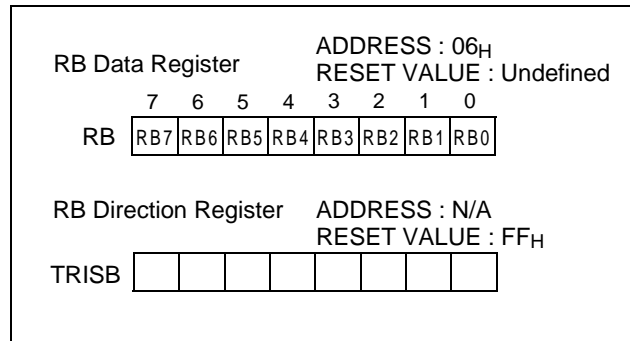 RB Data Register
ADDRESS : 06H
RESET VALUE : Undefined
7 6 5 4 3 2 1 0
RB RB7 RB6 RB5 RB4 RB3 RB2 RB1 RB0
RB Direction Register
ADDRESS : N/A
RESET VALUE : FFH
TRISB